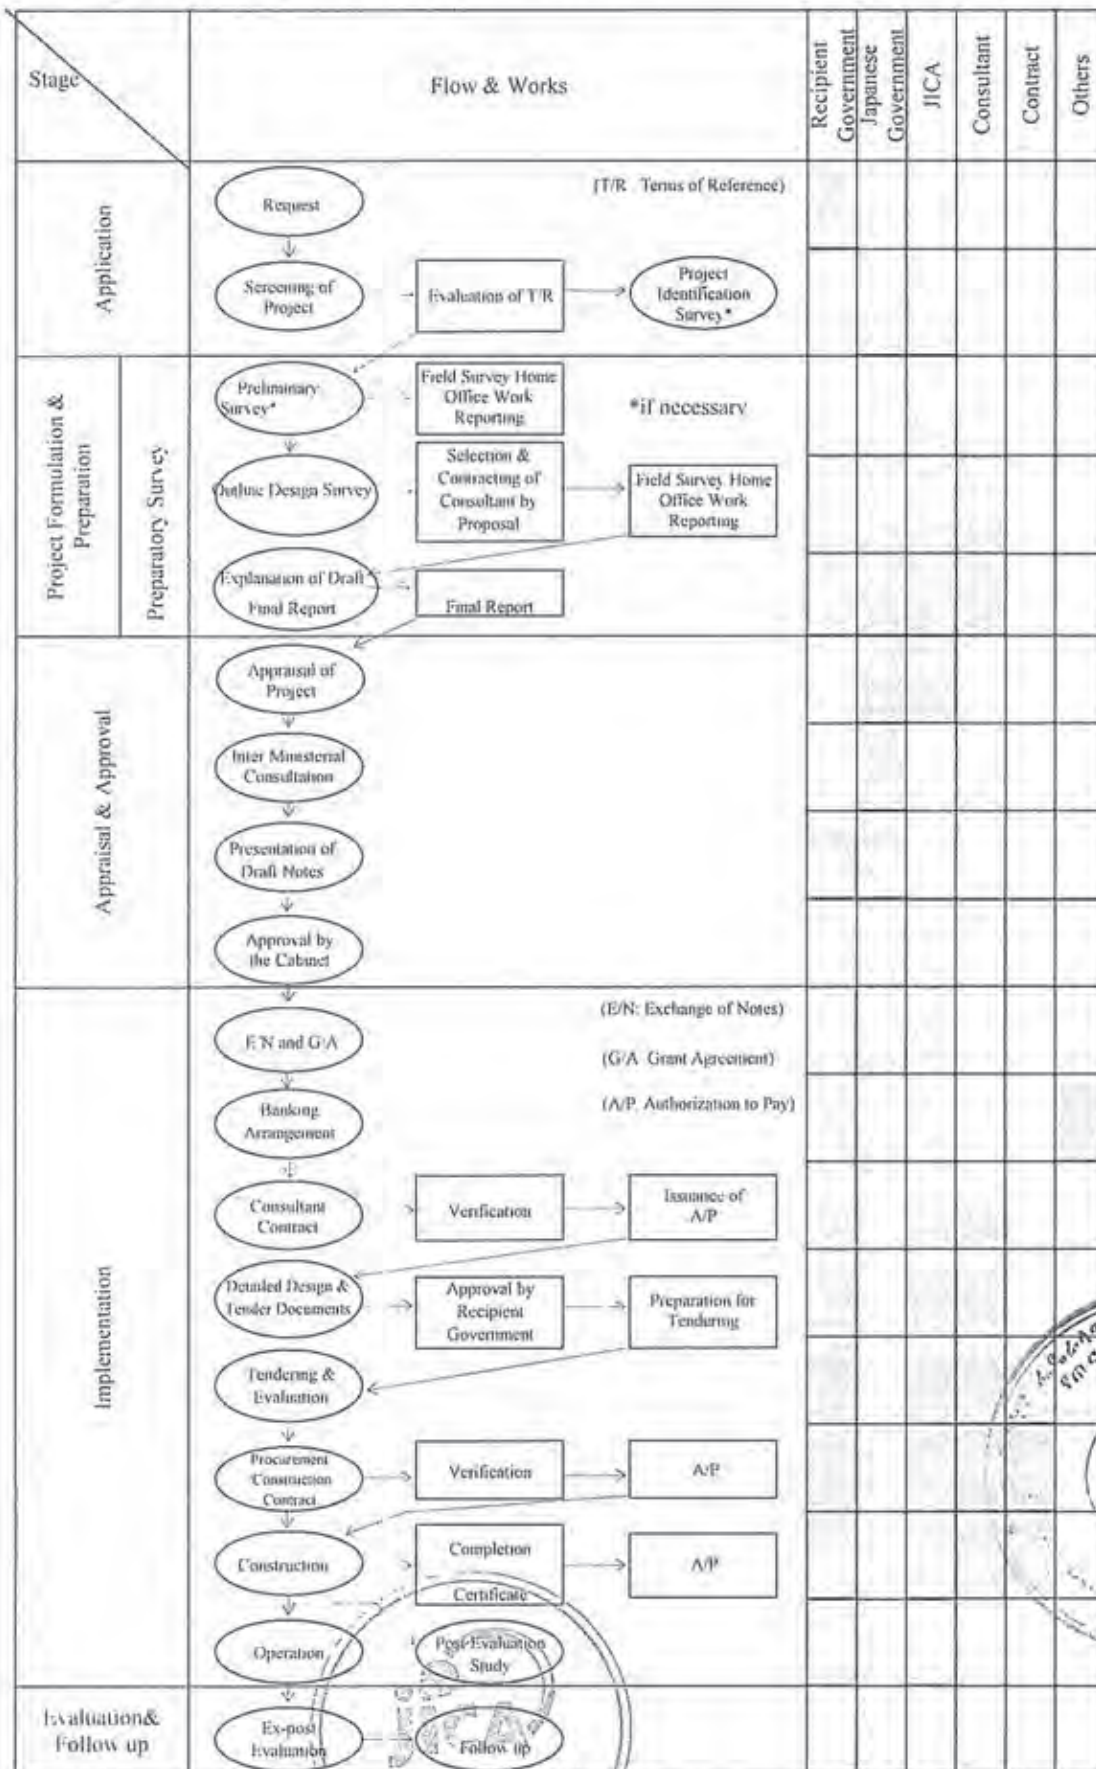 Stage
Flow & Works
Recipient
Government
Japanese
Government
JICA
Consultant
Contract
Others
Application
Request
(T/R Terms of Reference)
Screening of
Project
Evaluation of T/R
Project
Identification
Survey*
Project Formulation &
Preparation
Preparatory Survey
Preliminary
Survey*
Field Survey Home
Office Work
Reporting
*if necessary
Outline Design Survey
Selection &
Contracting of
Consultant by
Proposal
Field Survey Home
Office Work
Reporting
Explanation of Draft
Final Report
Final Report
Appraisal & Approval
Appraisal of
Project
Inter Ministerial
Consultation
Presentation of
Draft Notes
Approval by
the Cabinet
Implementation
E/N and G/A
(E/N: Exchange of Notes)
(G/A Grant Agreement)
(A/P. Authorization to Pay)
Banking
Arrangement
Consultant
Contract
Verification
Issuance of
A/P
Detailed Design &
Tender Documents
Approval by
Recipient
Government
Preparation for
Tendering
Tendering &
Evaluation
Procurement
Construction
Contract
Verification
A/P
Construction
Completion
Certificate
A/P
Operation
Post-Evaluation
Study
Evaluation&
Follow up
Ex-post
Evaluation
Follow up